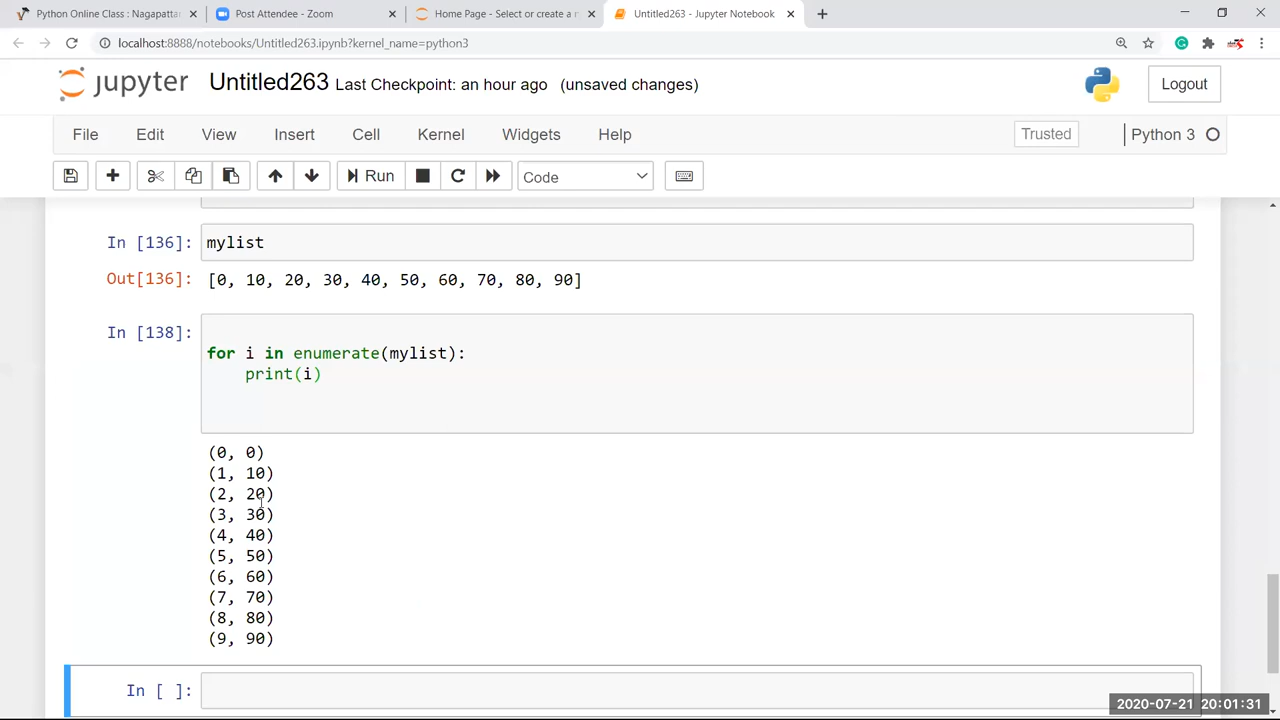 Python Online Class : Nagapattan
Post Attendee - Zoom
Home Page - Select or create a n
Untitled263 - Jupyter Notebook
localhost:8888/notebooks/Untitled263.ipynb?kernel_name=python3
jupyter Untitled263 Last Checkpoint: an hour ago (unsaved changes)
Logout
File Edit View Insert Cell Kernel Widgets Help
Trusted
Python 3
Run
Code
In [136]: mylist
Out[136]: [0, 10, 20, 30, 40, 50, 60, 70, 80, 90]
In [138]:
for i in enumerate(mylist):
print(i)
(0, 0)
(1, 10)
(2, 20)
(3, 30)
(4, 40)
(5, 50)
(6, 60)
(7, 70)
(8, 80)
(9, 90)
In [ ]:
2020-07-21 20:01:31